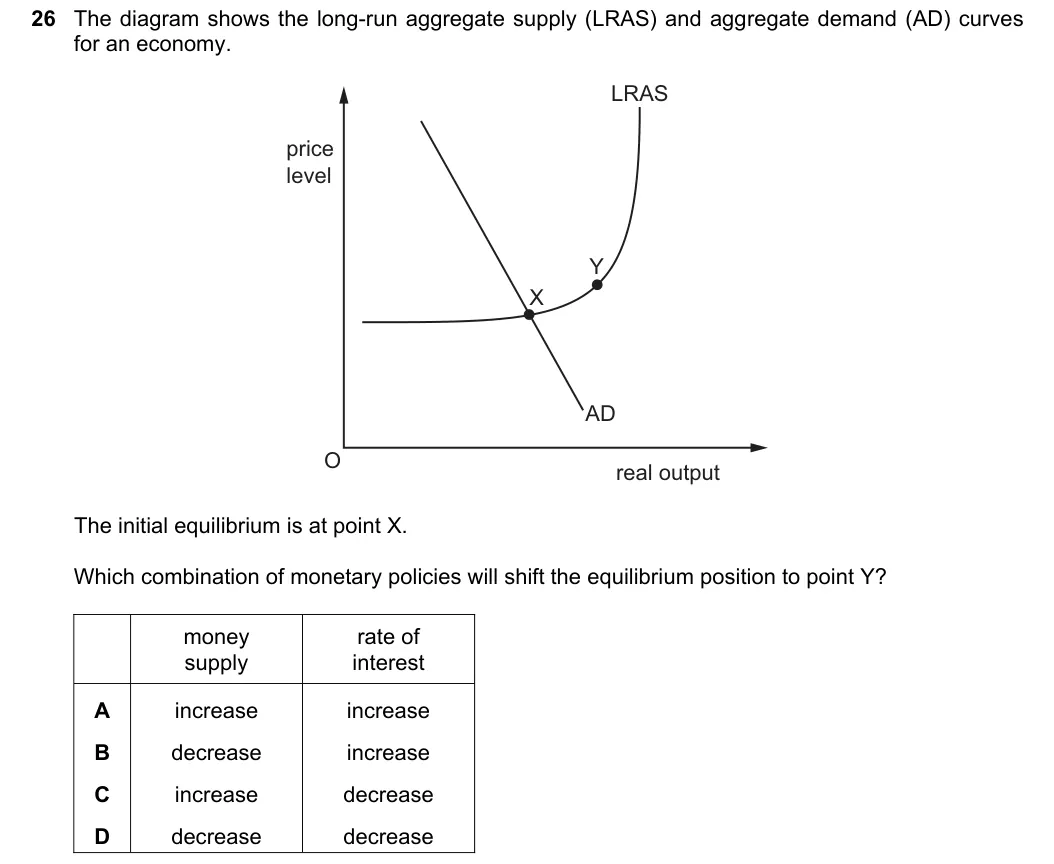 26 The diagram shows the long-run aggregate supply (LRAS) and aggregate demand (AD) curves
for an economy.
LRAS
price
level
Y
X
AD
O
real output
The initial equilibrium is at point X.
Which combination of monetary policies will shift the equilibrium position to point Y?
money supply rate of interest
A increase increase
B decrease increase
C increase decrease
D decrease decrease